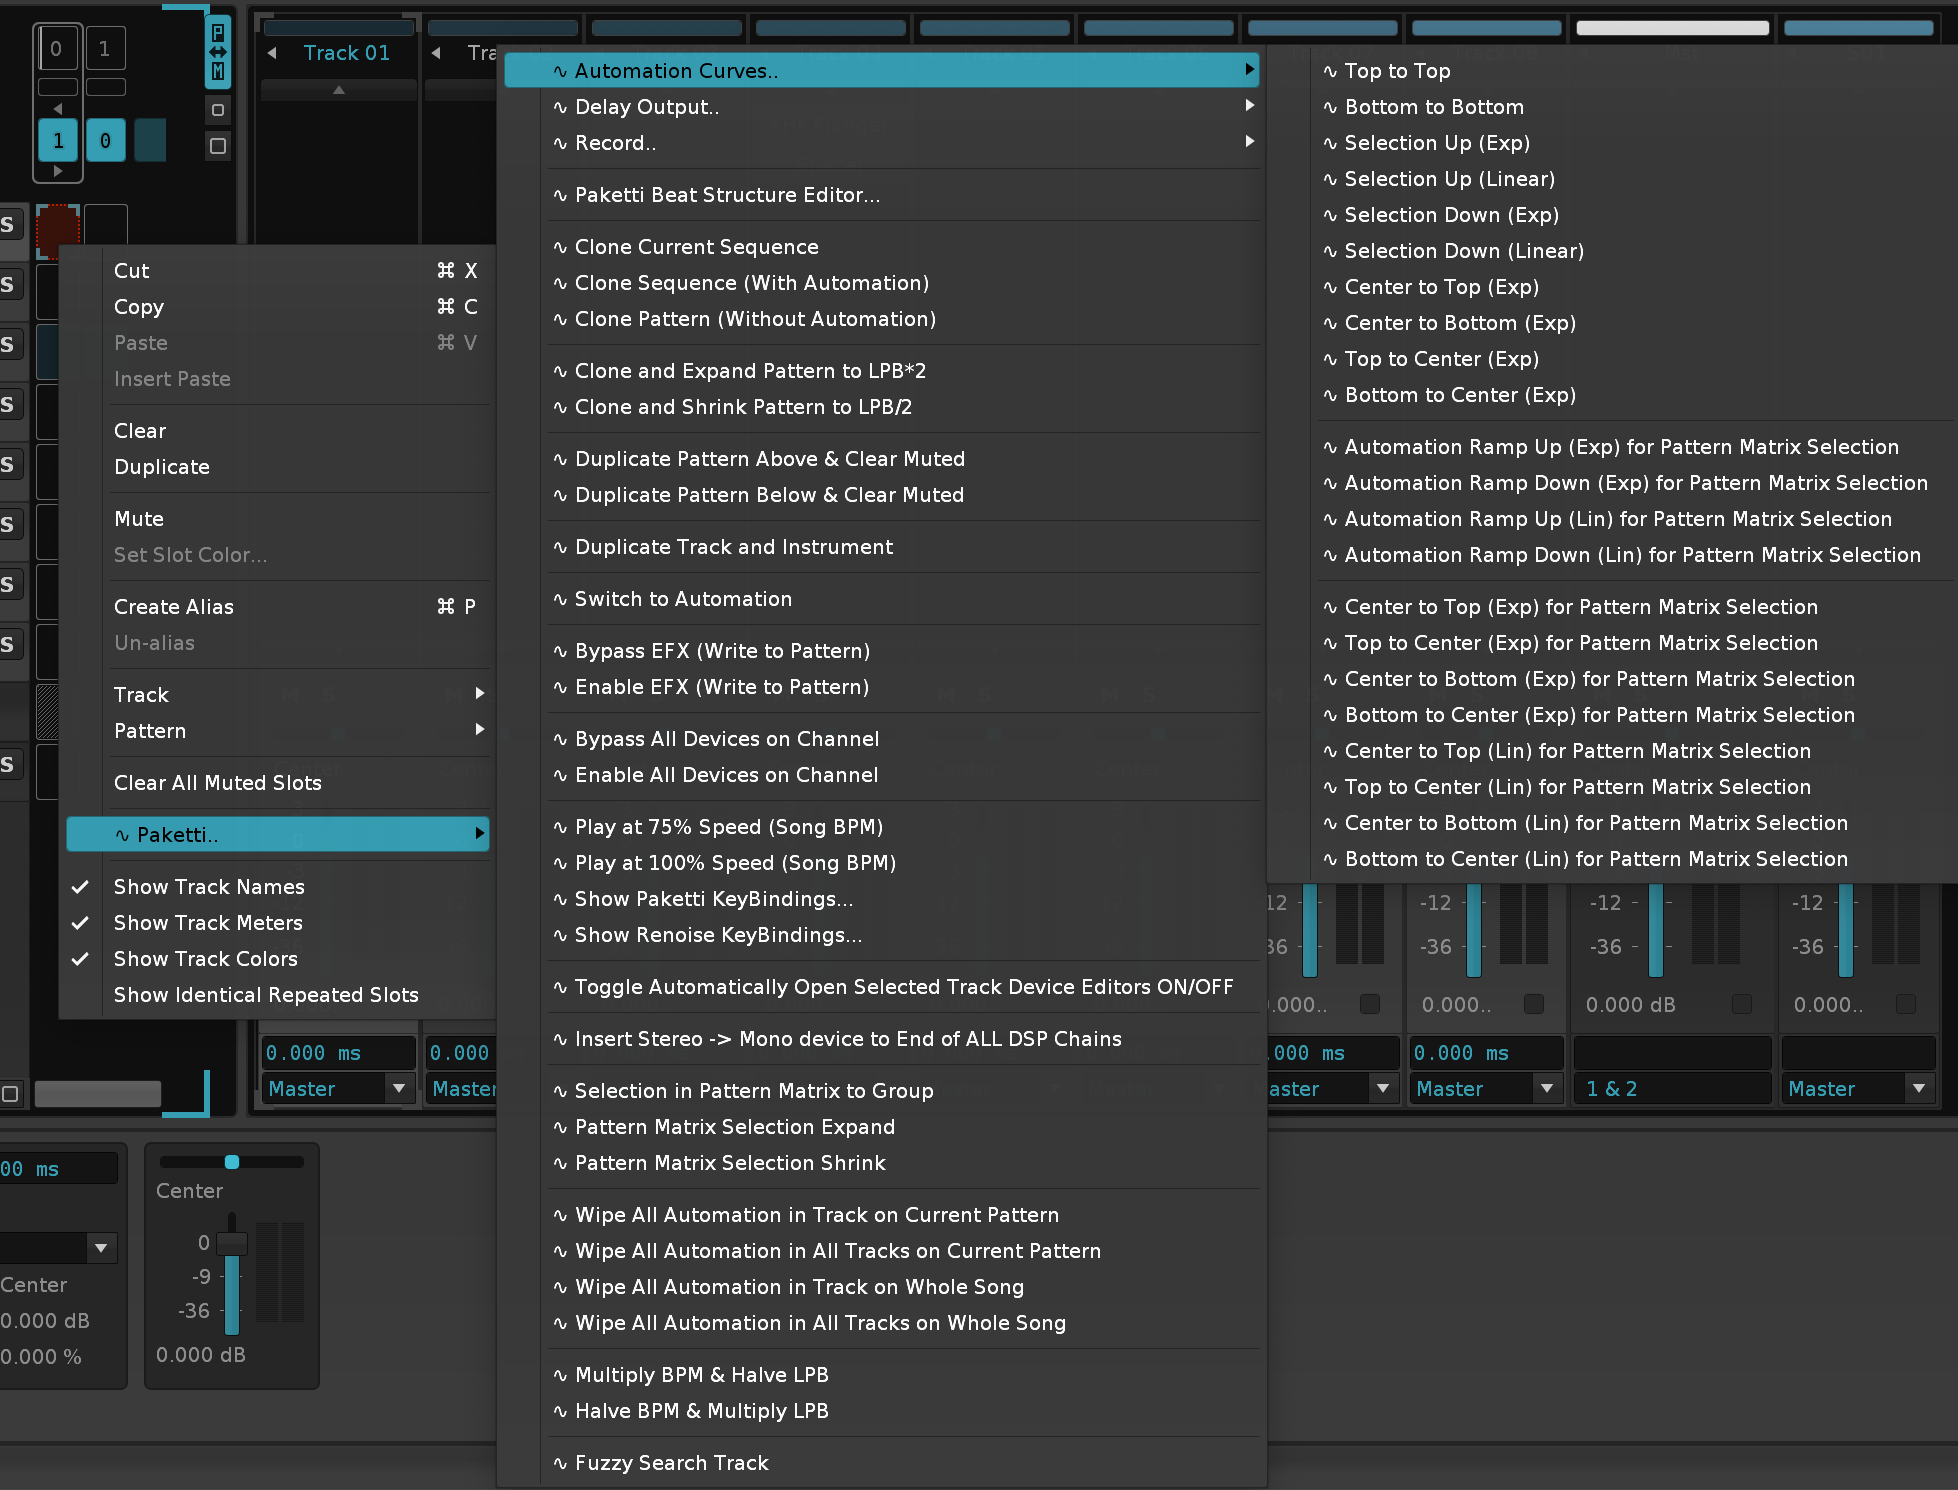 0 1
P
M
Track 01
Tra
1 0
S
S
S
S
S
S
S
S
S
Cut ⌘ X
Copy ⌘ C
Paste ⌘ V
Insert Paste
Clear
Duplicate
Mute
Set Slot Color...
Create Alias ⌘ P
Un-alias
Track
Pattern
Clear All Muted Slots
∿ Paketti..
Show Track Names
Show Track Meters
Show Track Colors
Show Identical Repeated Slots
∿ Automation Curves..
∿ Delay Output..
∿ Record..
∿ Paketti Beat Structure Editor...
∿ Clone Current Sequence
∿ Clone Sequence (With Automation)
∿ Clone Pattern (Without Automation)
∿ Clone and Expand Pattern to LPB*2
∿ Clone and Shrink Pattern to LPB/2
∿ Duplicate Pattern Above & Clear Muted
∿ Duplicate Pattern Below & Clear Muted
∿ Duplicate Track and Instrument
∿ Switch to Automation
∿ Bypass EFX (Write to Pattern)
∿ Enable EFX (Write to Pattern)
∿ Bypass All Devices on Channel
∿ Enable All Devices on Channel
∿ Play at 75% Speed (Song BPM)
∿ Play at 100% Speed (Song BPM)
∿ Show Paketti KeyBindings...
∿ Show Renoise KeyBindings...
∿ Toggle Automatically Open Selected Track Device Editors ON/OFF
∿ Insert Stereo -> Mono device to End of ALL DSP Chains
∿ Selection in Pattern Matrix to Group
∿ Pattern Matrix Selection Expand
∿ Pattern Matrix Selection Shrink
∿ Wipe All Automation in Track on Current Pattern
∿ Wipe All Automation in All Tracks on Current Pattern
∿ Wipe All Automation in Track on Whole Song
∿ Wipe All Automation in All Tracks on Whole Song
∿ Multiply BPM & Halve LPB
∿ Halve BPM & Multiply LPB
∿ Fuzzy Search Track
∿ Top to Top
∿ Bottom to Bottom
∿ Selection Up (Exp)
∿ Selection Up (Linear)
∿ Selection Down (Exp)
∿ Selection Down (Linear)
∿ Center to Top (Exp)
∿ Center to Bottom (Exp)
∿ Top to Center (Exp)
∿ Bottom to Center (Exp)
∿ Automation Ramp Up (Exp) for Pattern Matrix Selection
∿ Automation Ramp Down (Exp) for Pattern Matrix Selection
∿ Automation Ramp Up (Lin) for Pattern Matrix Selection
∿ Automation Ramp Down (Lin) for Pattern Matrix Selection
∿ Center to Top (Exp) for Pattern Matrix Selection
∿ Top to Center (Exp) for Pattern Matrix Selection
∿ Center to Bottom (Exp) for Pattern Matrix Selection
∿ Bottom to Center (Exp) for Pattern Matrix Selection
∿ Center to Top (Lin) for Pattern Matrix Selection
∿ Top to Center (Lin) for Pattern Matrix Selection
∿ Center to Bottom (Lin) for Pattern Matrix Selection
∿ Bottom to Center (Lin) for Pattern Matrix Selection
12 -12 -12 -12
36 -36 -36 -36
.000.. 0.000.. 0.000 dB 0.000..
0.000 ms 0.000 .000 ms 0.000 ms
Master Master aster Master 1 & 2 Master
00 ms
Center
0
-9
-36
0.000 dB
Center
0.000 dB
0.000 %